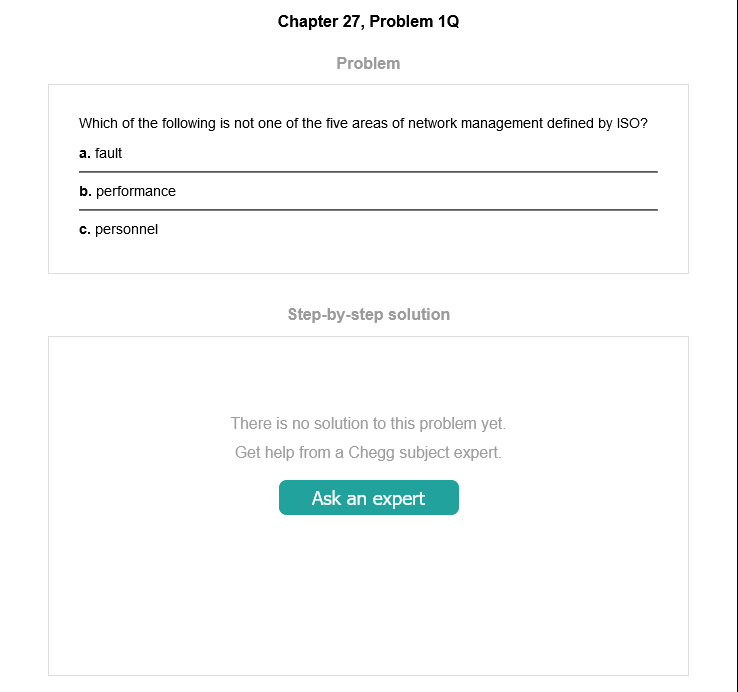 Chapter 27, Problem 1Q
Problem
Which of the following is not one of the five areas of network management defined by ISO?
a. fault
b. performance
c. personnel
Step-by-step solution
There is no solution to this problem yet.
Get help from a Chegg subject expert.
Ask an expert